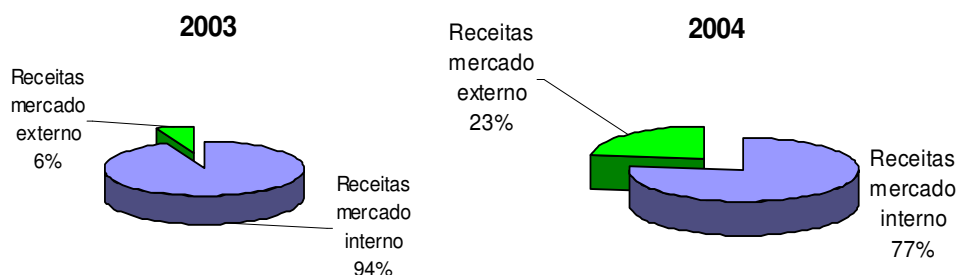 2003
Receitas
mercado
externo
6%
Receitas
mercado
interno
94%
2004
Receitas
mercado
externo
23%
Receitas
mercado
interno
77%